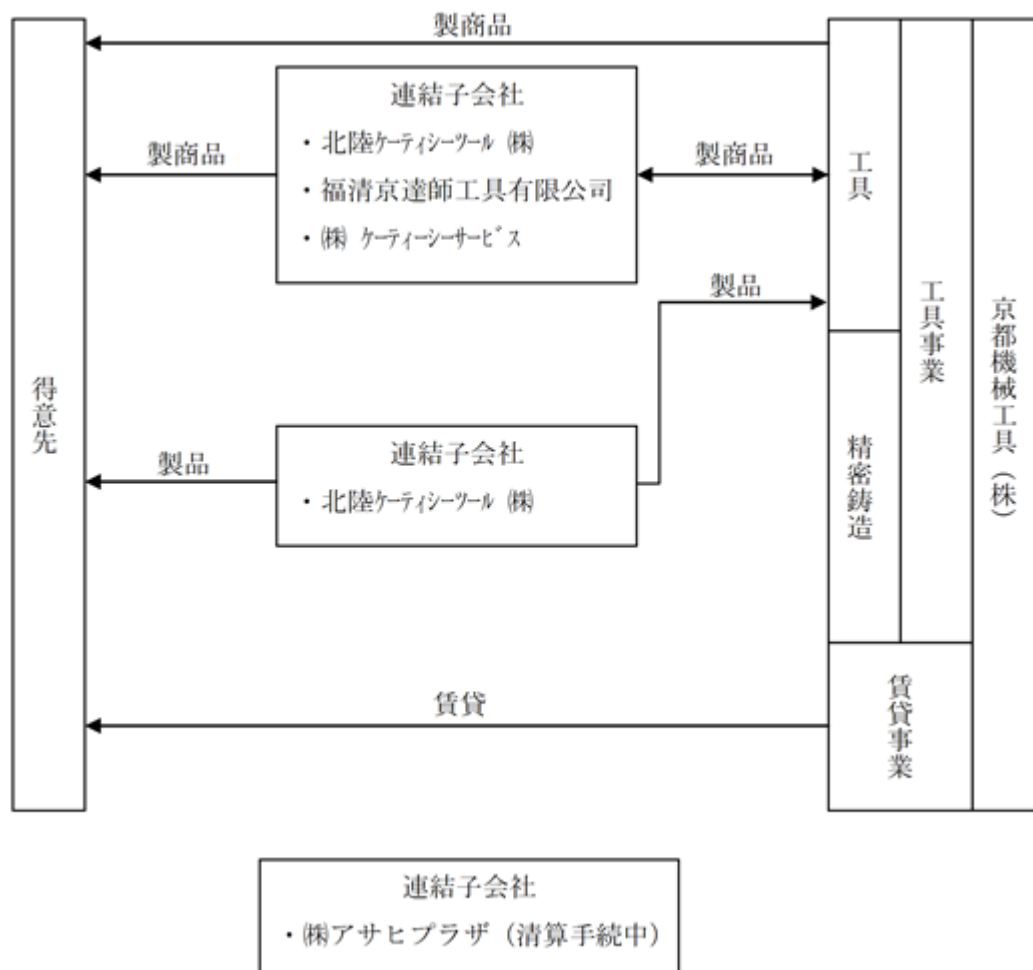 製商品
連結子会社
・北陸ｹｰﾃｨｼｰﾂｰﾙ ㈱
・福清京達師工具有限公司
・㈱ ｹｰﾃｨｰｼｰｻｰﾋﾞｽ
製商品
製商品
工具
製品
工具事業
京都機械工具（株）
得意先
精密鋳造
連結子会社
・北陸ｹｰﾃｨｼｰﾂｰﾙ ㈱
製品
賃貸
賃貸事業
連結子会社
・㈱アサヒプラザ（清算手続中）